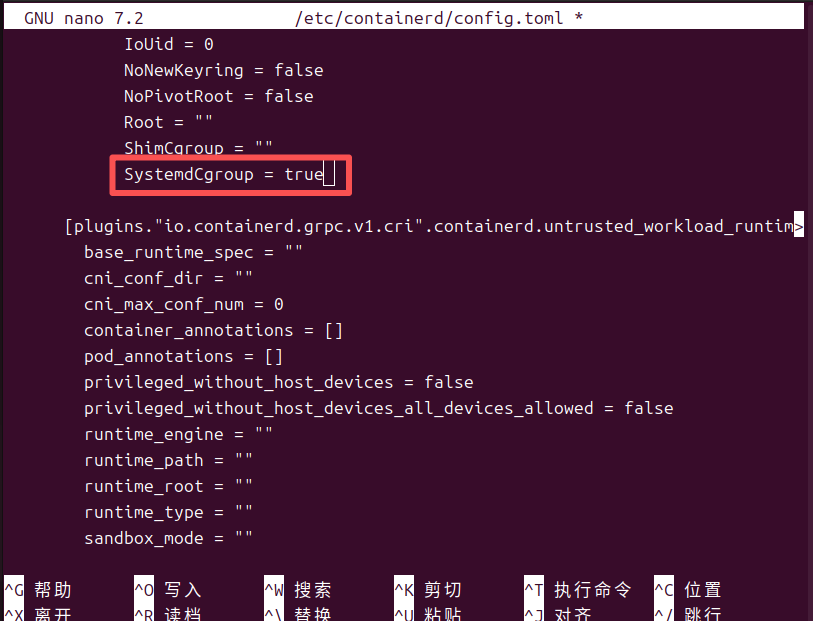 GNU nano 7.2 /etc/containerd/config.toml *
IoUid = 0
NoNewKeyring = false
NoPivotRoot = false
Root = ""
ShimCgroup = ""
SystemdCgroup = true
[plugins."io.containerd.grpc.v1.cri".containerd.untrusted_workload_runtim>
base_runtime_spec = ""
cni_conf_dir = ""
cni_max_conf_num = 0
container_annotations = []
pod_annotations = []
privileged_without_host_devices = false
privileged_without_host_devices_all_devices_allowed = false
runtime_engine = ""
runtime_path = ""
runtime_root = ""
runtime_type = ""
sandbox_mode = ""
^G 帮助 ^O 写入 ^W 搜索 ^K 剪切 ^T 执行命令 ^C 位置
^X 离开 ^R 读档 ^\ 替换 ^U 粘贴 ^J 对齐 ^/ 跳行